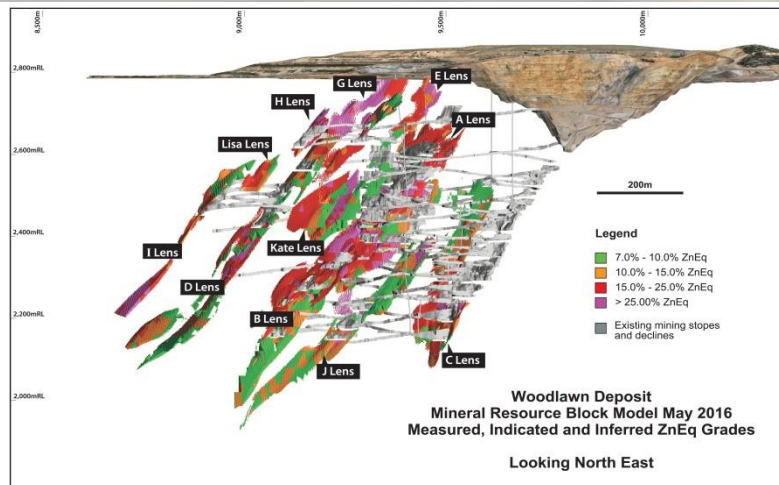 8,500m
9,000m
9,500m
10,000m
2,800mRL
G Lens
E Lens
H Lens
A Lens
2,600mRL
Lisa Lens
200m
Legend
7.0% - 10.0% ZnEq
10.0% - 15.0% ZnEq
15.0% - 25.0% ZnEq
> 25.00% ZnEq
Existing mining stopes
and declines
2,400mRL
Kate Lens
I Lens
D Lens
2,200mRL
B Lens
C Lens
J Lens
2,000mRL
Woodlawn Deposit
Mineral Resource Block Model May 2016
Measured, Indicated and Inferred ZnEq Grades
Looking North East